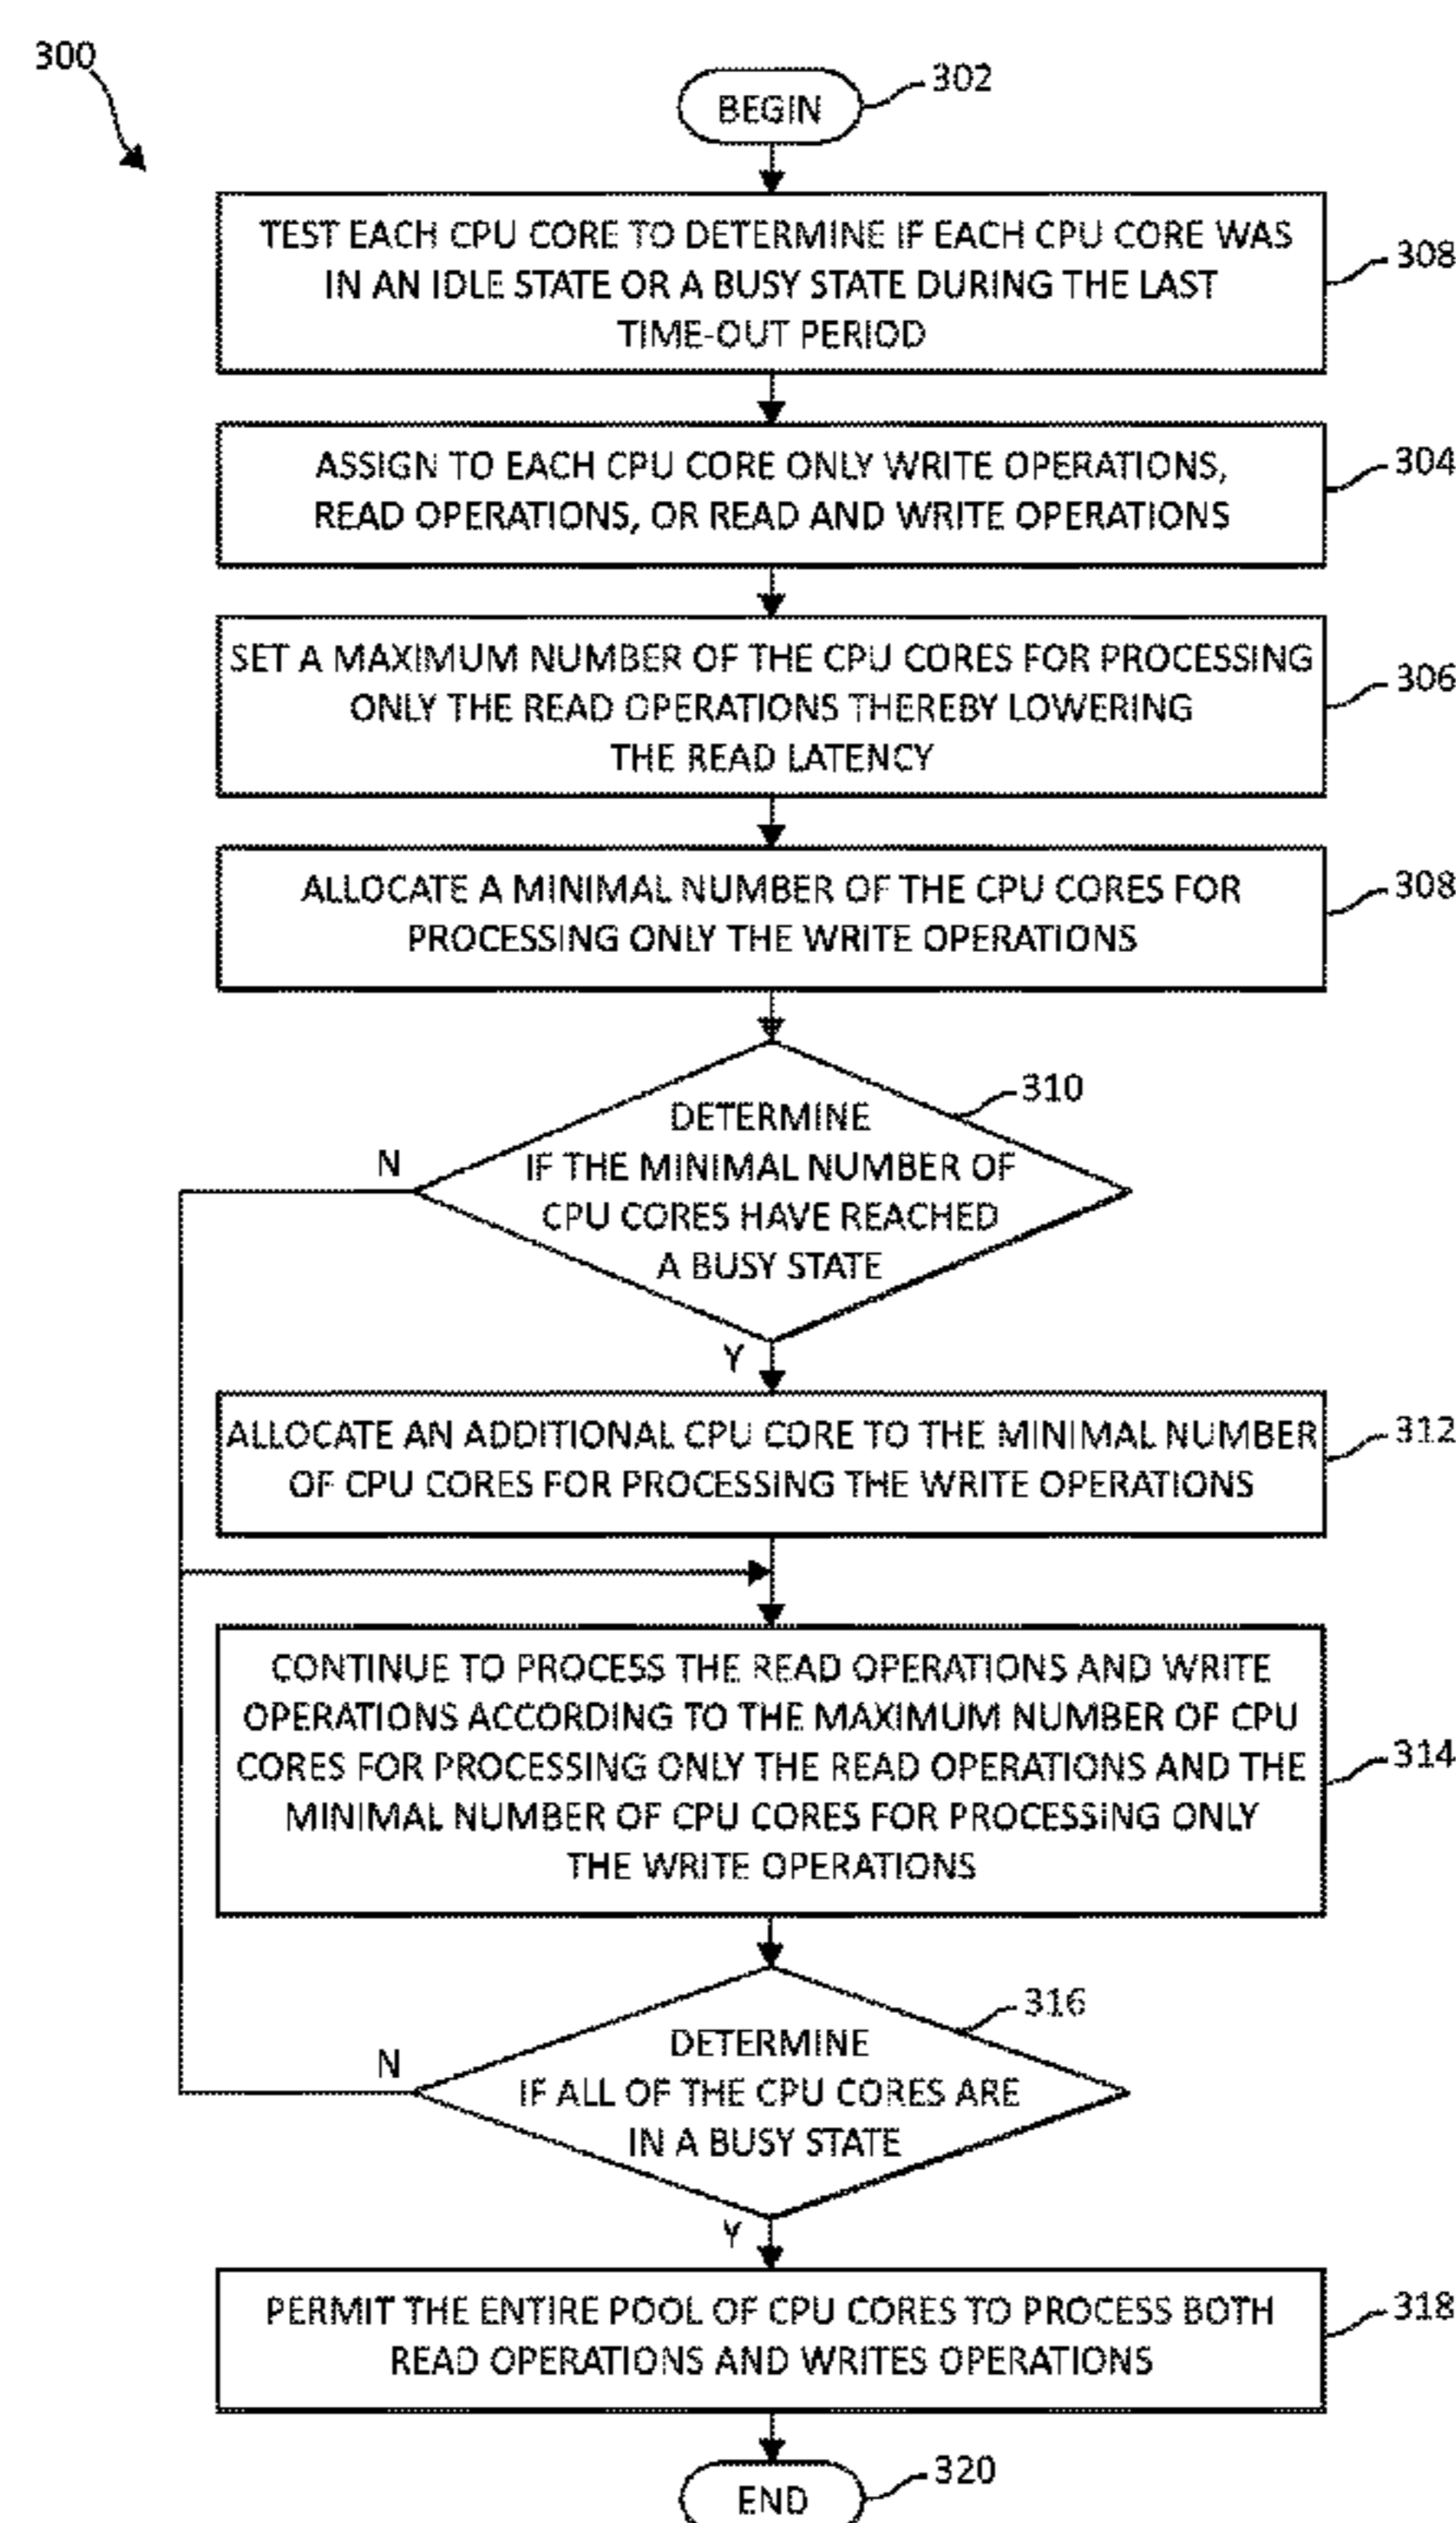 300
BEGIN
302
TEST EACH CPU CORE TO DETERMINE IF EACH CPU CORE WAS
IN AN IDLE STATE OR A BUSY STATE DURING THE LAST
TIME-OUT PERIOD
308
ASSIGN TO EACH CPU CORE ONLY WRITE OPERATIONS,
READ OPERATIONS, OR READ AND WRITE OPERATIONS
304
SET A MAXIMUM NUMBER OF THE CPU CORES FOR PROCESSING
ONLY THE READ OPERATIONS THEREBY LOWERING
THE READ LATENCY
306
ALLOCATE A MINIMAL NUMBER OF THE CPU CORES FOR
PROCESSING ONLY THE WRITE OPERATIONS
308
310
DETERMINE
IF THE MINIMAL NUMBER OF
CPU CORES HAVE REACHED
A BUSY STATE
N
Y
ALLOCATE AN ADDITIONAL CPU CORE TO THE MINIMAL NUMBER
OF CPU CORES FOR PROCESSING THE WRITE OPERATIONS
312
CONTINUE TO PROCESS THE READ OPERATIONS AND WRITE
OPERATIONS ACCORDING TO THE MAXIMUM NUMBER OF CPU
CORES FOR PROCESSING ONLY THE READ OPERATIONS AND THE
MINIMAL NUMBER OF CPU CORES FOR PROCESSING ONLY
THE WRITE OPERATIONS
314
316
DETERMINE
IF ALL OF THE CPU CORES ARE
IN A BUSY STATE
N
Y
PERMIT THE ENTIRE POOL OF CPU CORES TO PROCESS BOTH
READ OPERATIONS AND WRITES OPERATIONS
318
END
320